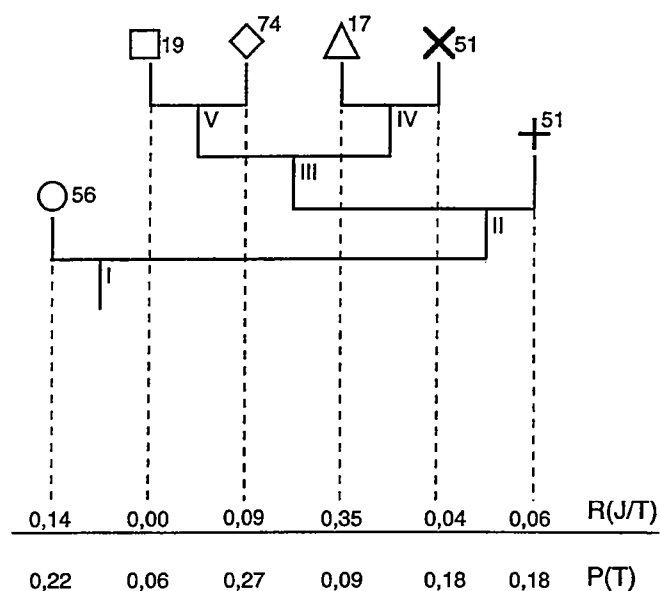 19 74 17 51
V IV 51
III
56
II
I
0,14 0,00 0,09 0,35 0,04 0,06 R(J/T)
0,22 0,06 0,27 0,09 0,18 0,18 P(T)